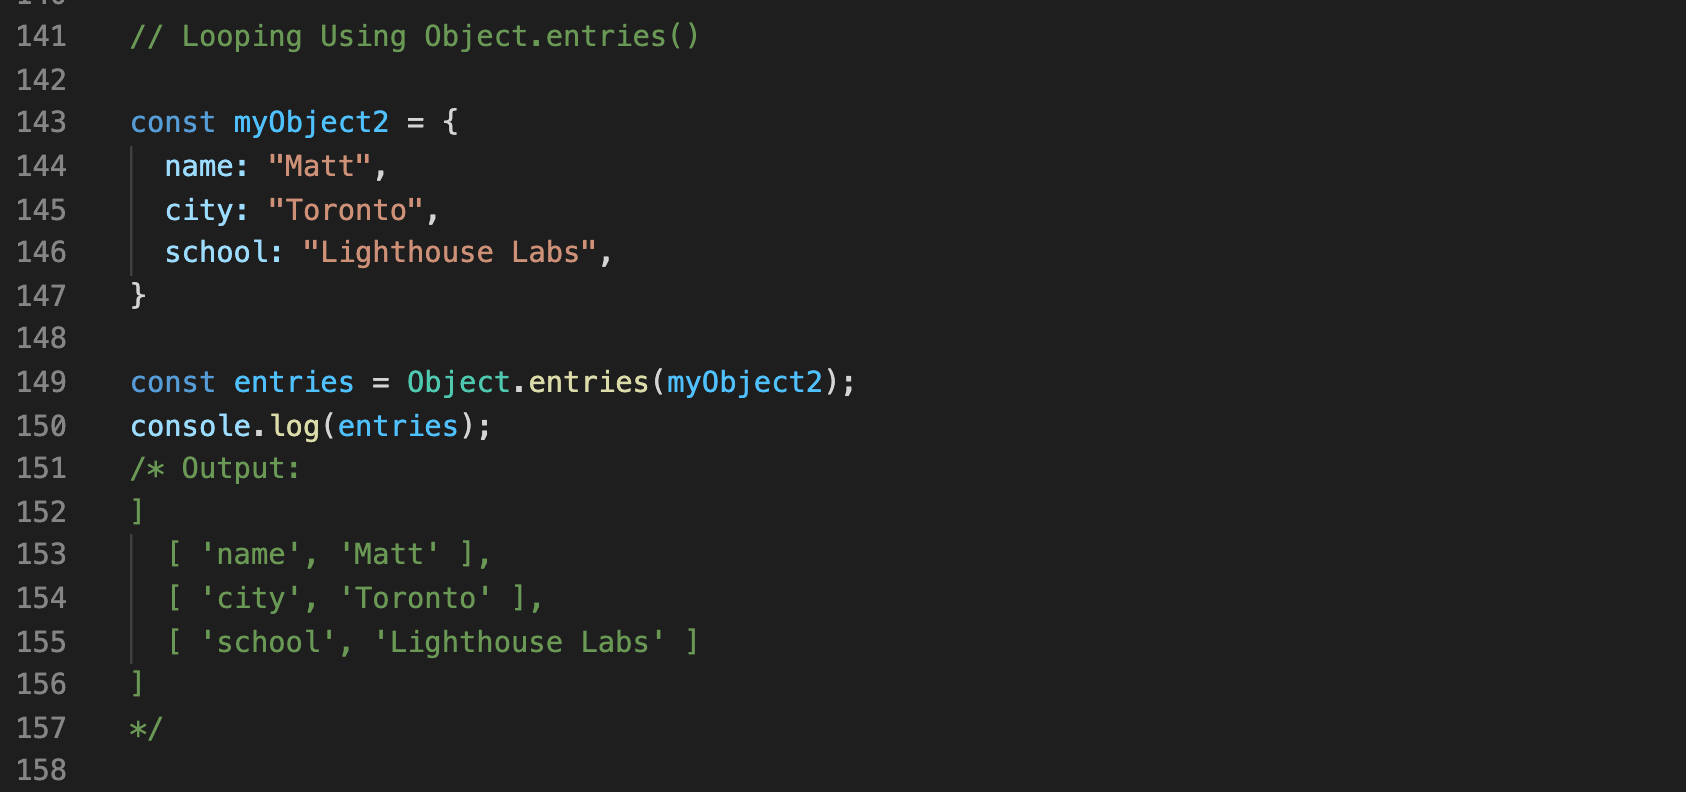 141 // Looping Using Object.entries()
142
143 const myObject2 = {
144   name: "Matt",
145   city: "Toronto",
146   school: "Lighthouse Labs",
147 }
148
149 const entries = Object.entries(myObject2);
150 console.log(entries);
151 /* Output:
152 ]
153   [ 'name', 'Matt' ],
154   [ 'city', 'Toronto' ],
155   [ 'school', 'Lighthouse Labs' ]
156 ]
157 */
158